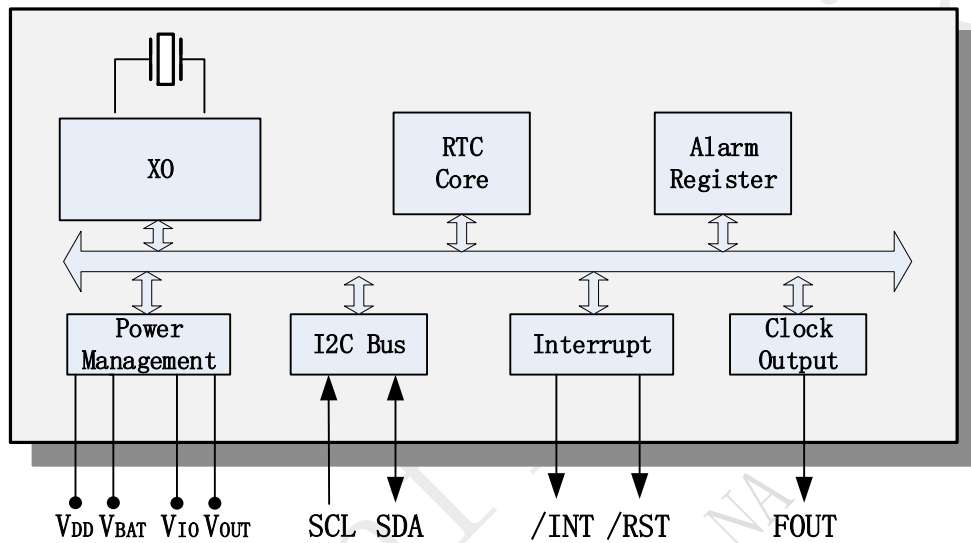 XO
RTC
Core
Alarm
Register
Power
Management
I2C Bus
Interrupt
Clock
Output
VDD VBAT VIO VOUT SCL SDA /INT /RST FOUT
NA